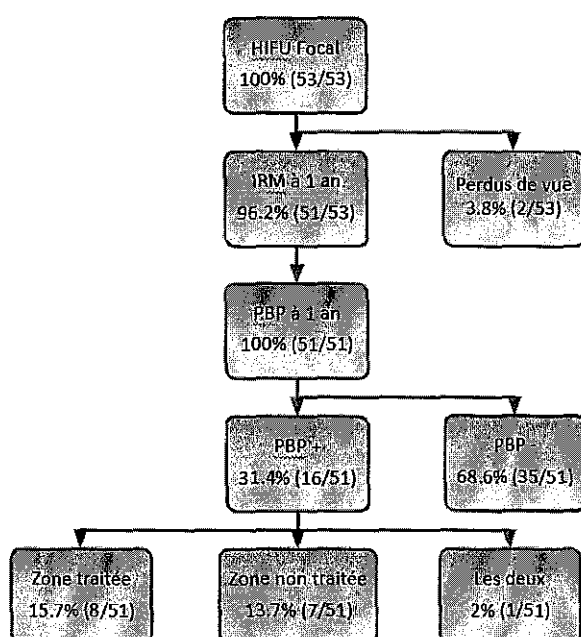 HIFU Focal
100% (53/53)
IRM à 1 an
96.2% (51/53)
Perdus de vue
3.8% (2/53)
PBP à 1 an
100% (51/51)
PBP +
31.4% (16/51)
PBP
68.6% (35/51)
Zone traitée
15.7% (8/51)
Zone non traitée
13.7% (7/51)
Les deux
2% (1/51)